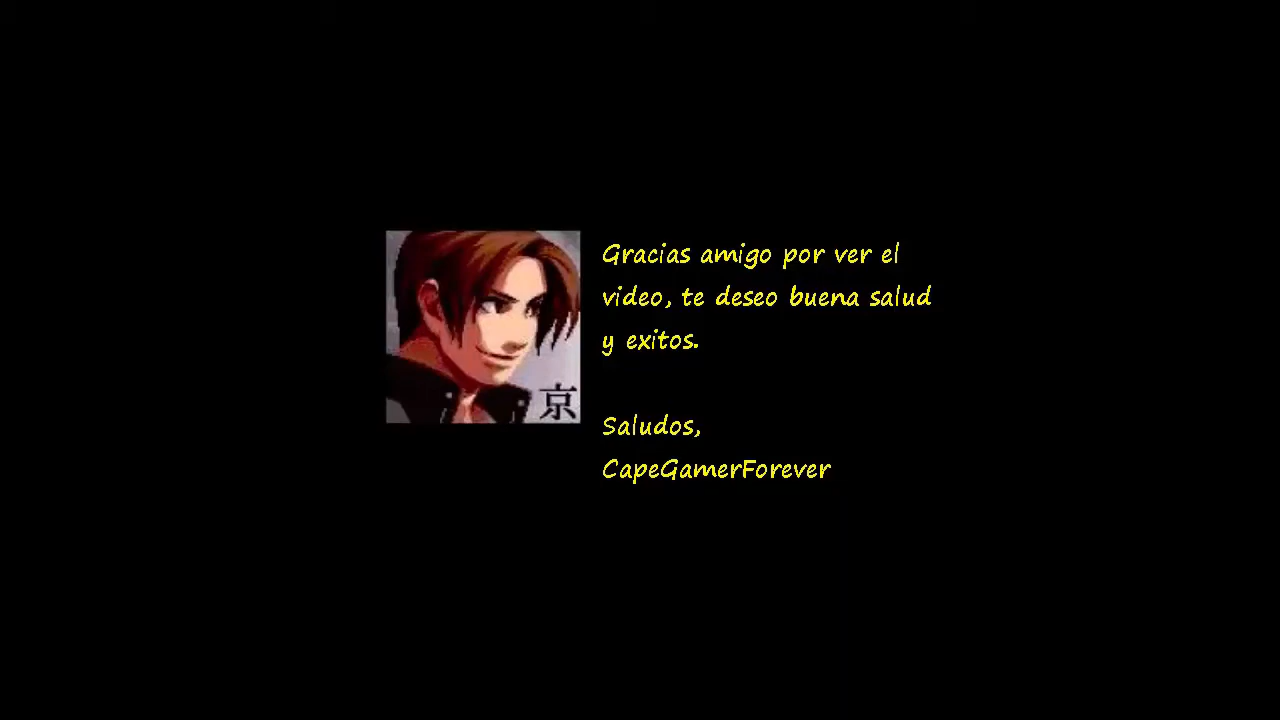 京
Gracias amigo por ver el
video, te deseo buena salud
y exitos.
Saludos,
CapeGamerForever